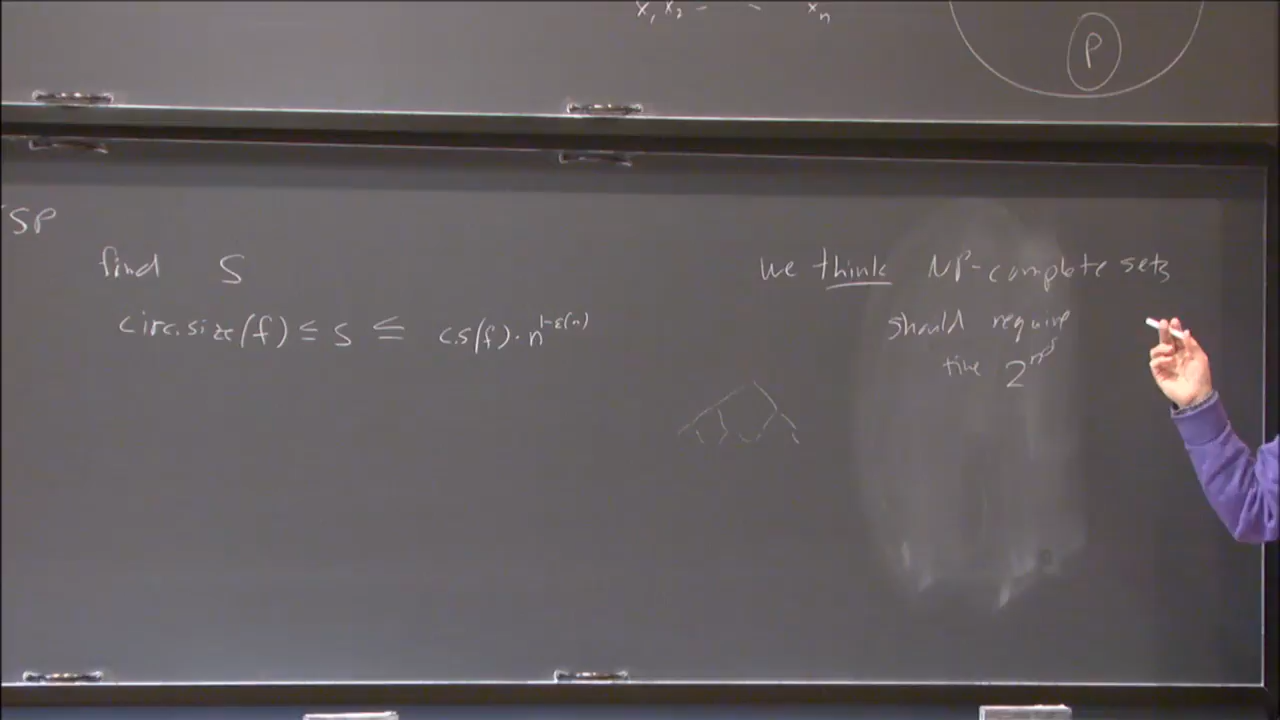 x₁ x₂ - - xₙ
P
SP
find S
circ.size(f) ≤ s ≤ c.s(f) · n^{1-ε(n)}
we think NP-complete sets
should require
time 2^{n^δ}